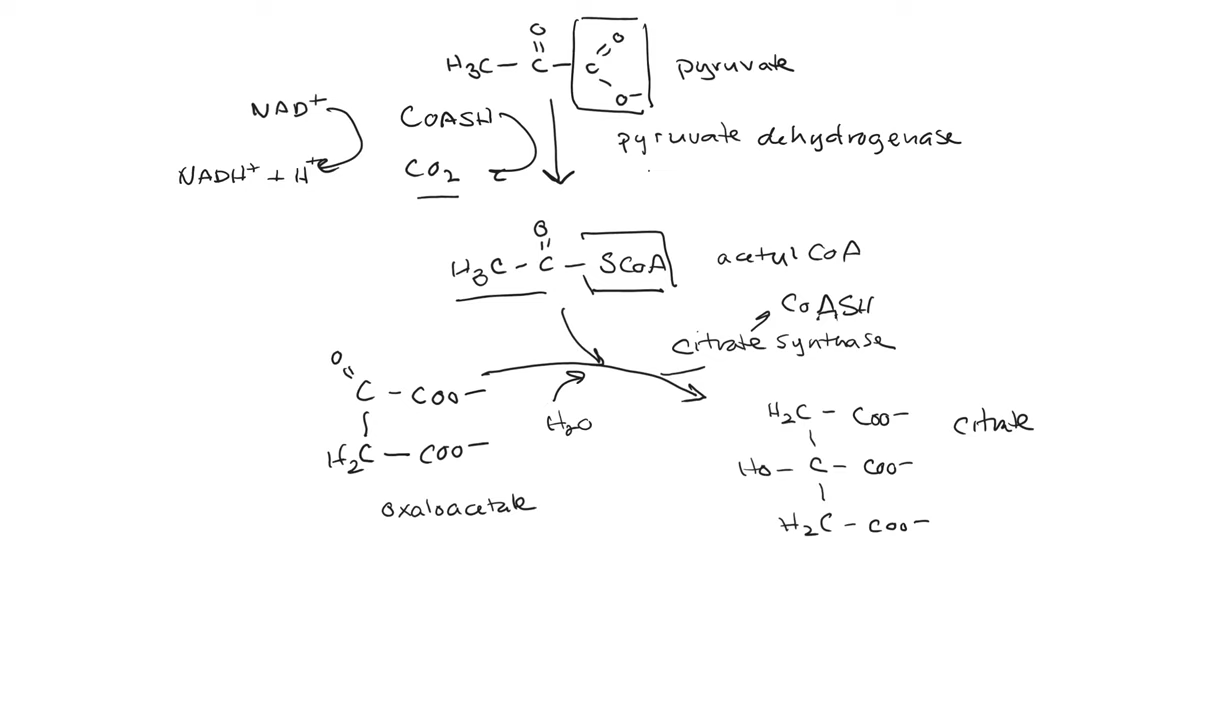 O
H₃C – C – C O pyruvate
O–
NAD⁺ CoASH
pyruvate dehydrogenase
NADH⁺ + H⁺ CO₂
O
H₃C – C – SCoA acetyl CoA
CoASH
citrate synthase
O
C – COO– H₂O
H₂C – COO–
oxaloacetate
H₂C – COO– citrate
HO – C – COO–
H₂C – COO–